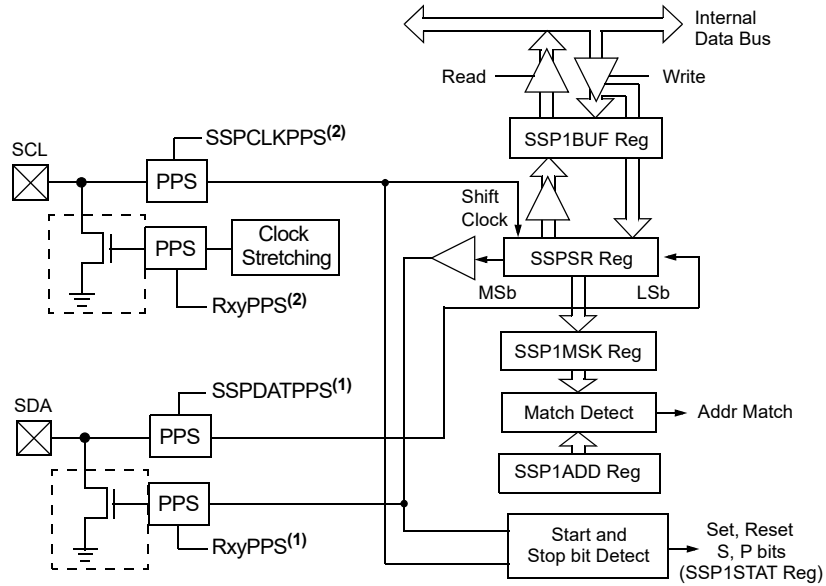 Internal
Data Bus
Read
Write
SSP1BUF Reg
SSPCLKPPS(2)
SCL
PPS
Shift
Clock
PPS
Clock
Stretching
SSPSR Reg
MSb
LSb
RxyPPS(2)
SSP1MSK Reg
SSPDATPPS(1)
SDA
PPS
Match Detect
Addr Match
SSP1ADD Reg
PPS
RxyPPS(1)
Start and
Stop bit Detect
Set, Reset
S, P bits
(SSP1STAT Reg)